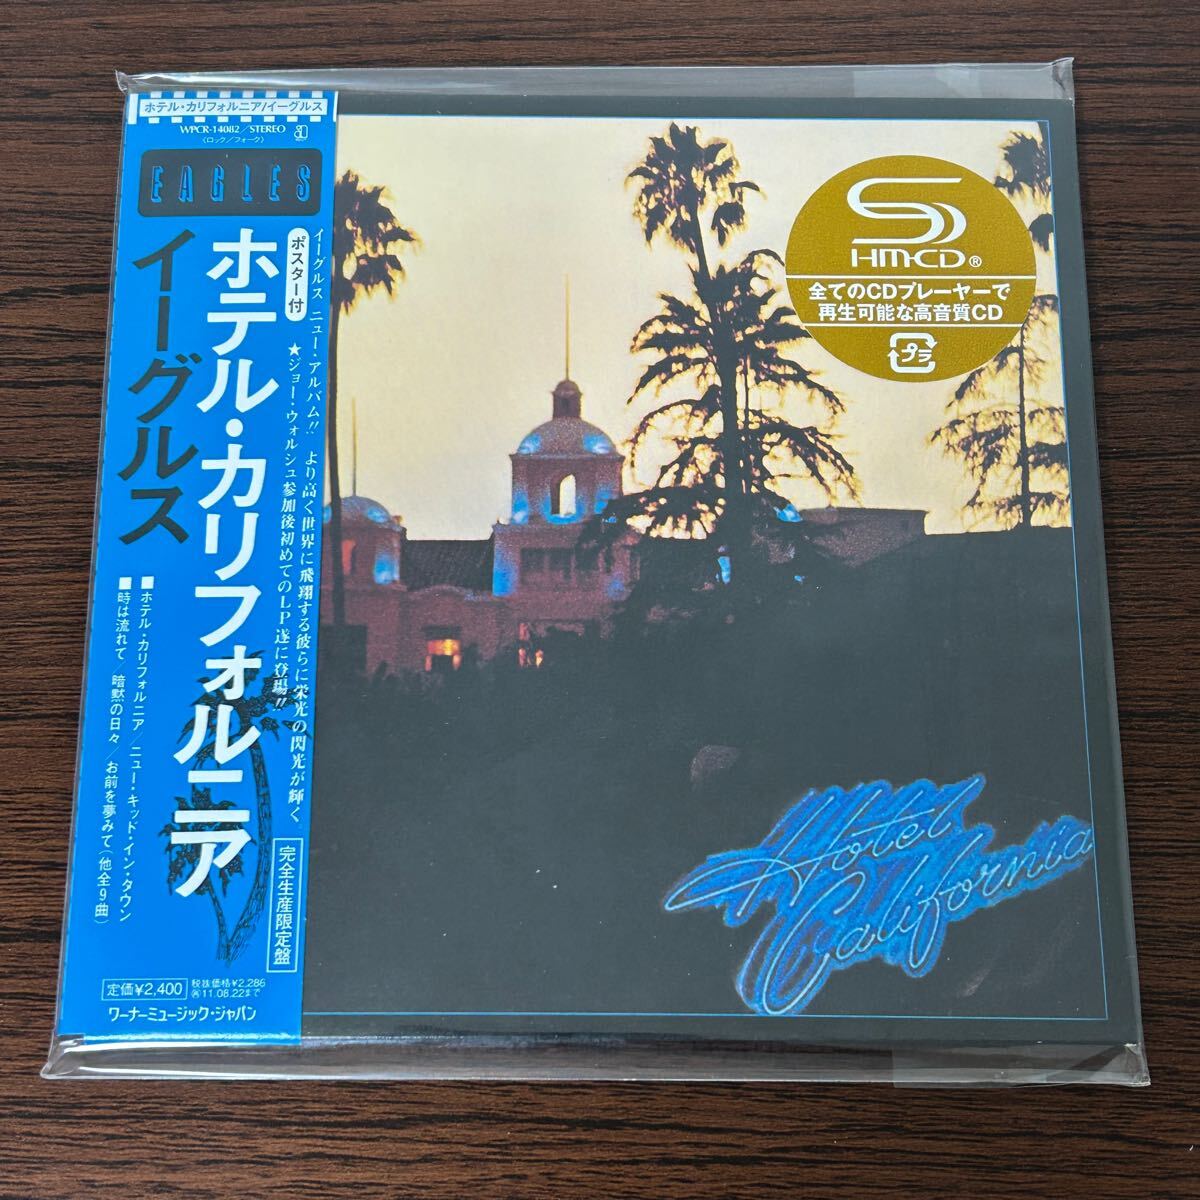 ホテル・カリフォルニア/イーグルス
WPCR-14082/STEREO
(ロック/フォーク)
EAGLES
ホテル・カリフォルニア
イーグルス
ポスター付
イーグルス ニュー・アルバム!! より高く世界に飛翔する彼らに栄光の閃光が輝く
★ジョー・ウォルシュ参加後初めてのLP遂に登場!!
■ホテル・カリフォルニア/ニュー・キッド・イン・タウン
■時は流れて/暗黙の日々/お前を夢みて(他全9曲)
完全生産限定盤
定価¥2,400
税抜価格¥2,286
11.08.22まで
ワーナーミュージック・ジャパン
HM-CD®
全てのCDプレーヤーで
再生可能な高音質CD
プラ
Hotel
California